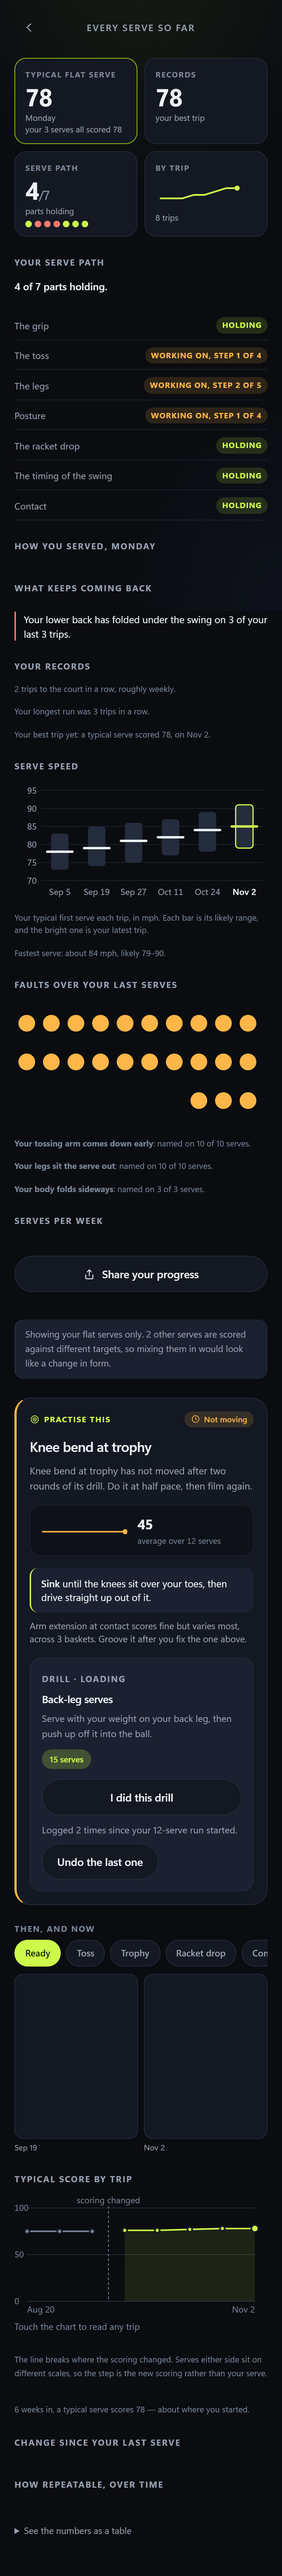 EVERY SERVE SO FAR
TYPICAL FLAT SERVE
78
Monday
your 3 serves all scored 78
RECORDS
78
your best trip
SERVE PATH
4/7
parts holding
BY TRIP
8 trips
YOUR SERVE PATH
4 of 7 parts holding.
The grip
HOLDING
The toss
WORKING ON, STEP 1 OF 4
The legs
WORKING ON, STEP 2 OF 5
Posture
WORKING ON, STEP 1 OF 4
The racket drop
HOLDING
The timing of the swing
HOLDING
Contact
HOLDING
HOW YOU SERVED, MONDAY
WHAT KEEPS COMING BACK
Your lower back has folded under the swing on 3 of your
last 3 trips.
YOUR RECORDS
2 trips to the court in a row, roughly weekly.
Your longest run was 3 trips in a row.
Your best trip yet: a typical serve scored 78, on Nov 2.
SERVE SPEED
95
90
85
80
75
70
Sep 5 Sep 19 Sep 27 Oct 11 Oct 24 Nov 2
Your typical first serve each trip, in mph. Each bar is its likely range,
and the bright one is your latest trip.
Fastest serve: about 84 mph, likely 79–90.
FAULTS OVER YOUR LAST SERVES
Your tossing arm comes down early: named on 10 of 10 serves.
Your legs sit the serve out: named on 10 of 10 serves.
Your body folds sideways: named on 3 of 3 serves.
SERVES PER WEEK
Share your progress
Showing your flat serves only. 2 other serves are scored
against different targets, so mixing them in would look
like a change in form.
PRACTISE THIS
Not moving
Knee bend at trophy
Knee bend at trophy has not moved after two
rounds of its drill. Do it at half pace, then film again.
45
average over 12 serves
Sink until the knees sit over your toes, then
drive straight up out of it.
Arm extension at contact scores fine but varies most,
across 3 baskets. Groove it after you fix the one above.
DRILL · LOADING
Back-leg serves
Serve with your weight on your back leg, then
push up off it into the ball.
15 serves
I did this drill
Logged 2 times since your 12-serve run started.
Undo the last one
THEN, AND NOW
Ready Toss Trophy Racket drop Con
Sep 19
Nov 2
TYPICAL SCORE BY TRIP
scoring changed
100
50
0
Aug 20
Nov 2
Touch the chart to read any trip
The line breaks where the scoring changed. Serves either side sit on
different scales, so the step is the new scoring rather than your serve.
6 weeks in, a typical serve scores 78 — about where you started.
CHANGE SINCE YOUR LAST SERVE
HOW REPEATABLE, OVER TIME
See the numbers as a table